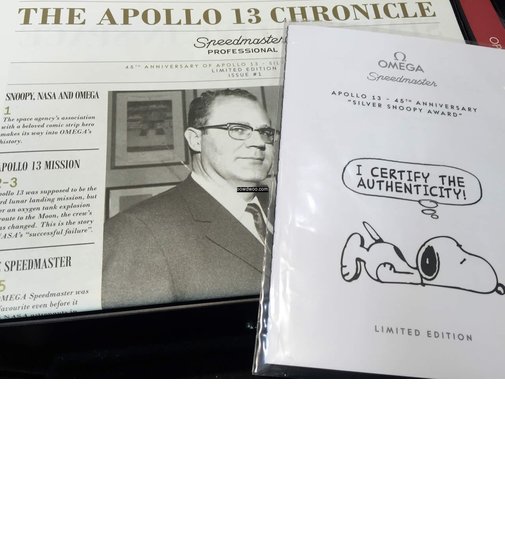 THE APOLLO 13 CHRONICLE
Speedmaster
PROFESSIONAL
45TH ANNIVERSARY OF APOLLO 13 - SIL
LIMITED EDITION
ISSUE #1
SNOOPY, NASA AND OMEGA
1
The space agency's association
with a beloved comic strip hero
makes its way into OMEGA's
history.
APOLLO 13 MISSION
2-3
ollo 13 was supposed to be the
rd lunar landing mission, but
er an oxygen tank explosion
route to the Moon, the crew's
as changed. This is the story
NASA's "successful failure".
SPEEDMASTER
5
OMEGA Speedmaster was
favourite even before it
powdwoo.com
Ω
OMEGA
Speedmaster
APOLLO 13 - 45TH ANNIVERSARY
"SILVER SNOOPY AWARD"
I CERTIFY THE
AUTHENTICITY!
LIMITED EDITION